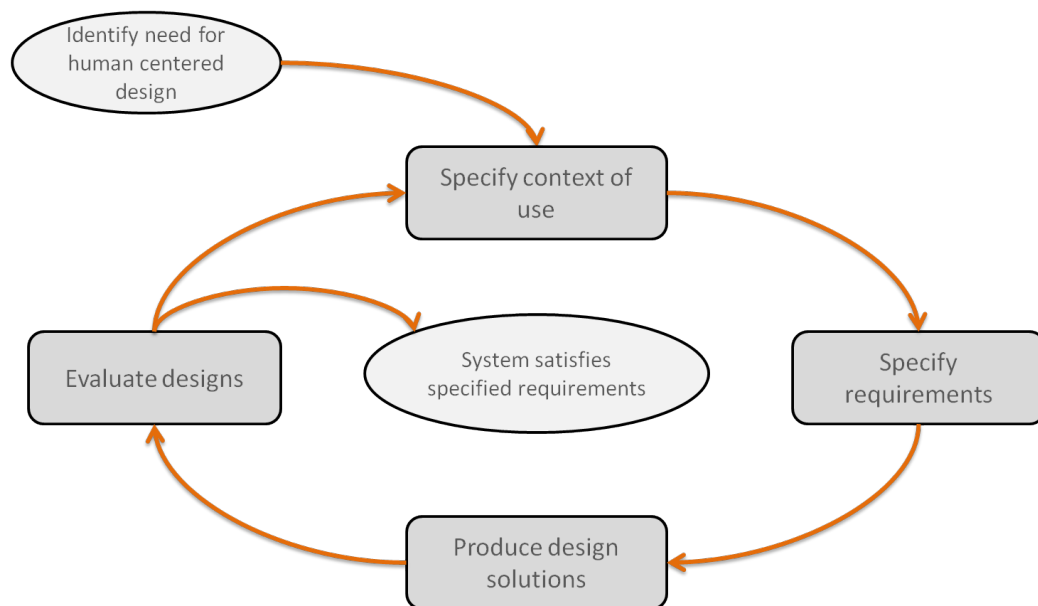 Identify need for
human centered
design
Specify context of
use
Evaluate designs
System satisfies
specified requirements
Specify
requirements
Produce design
solutions